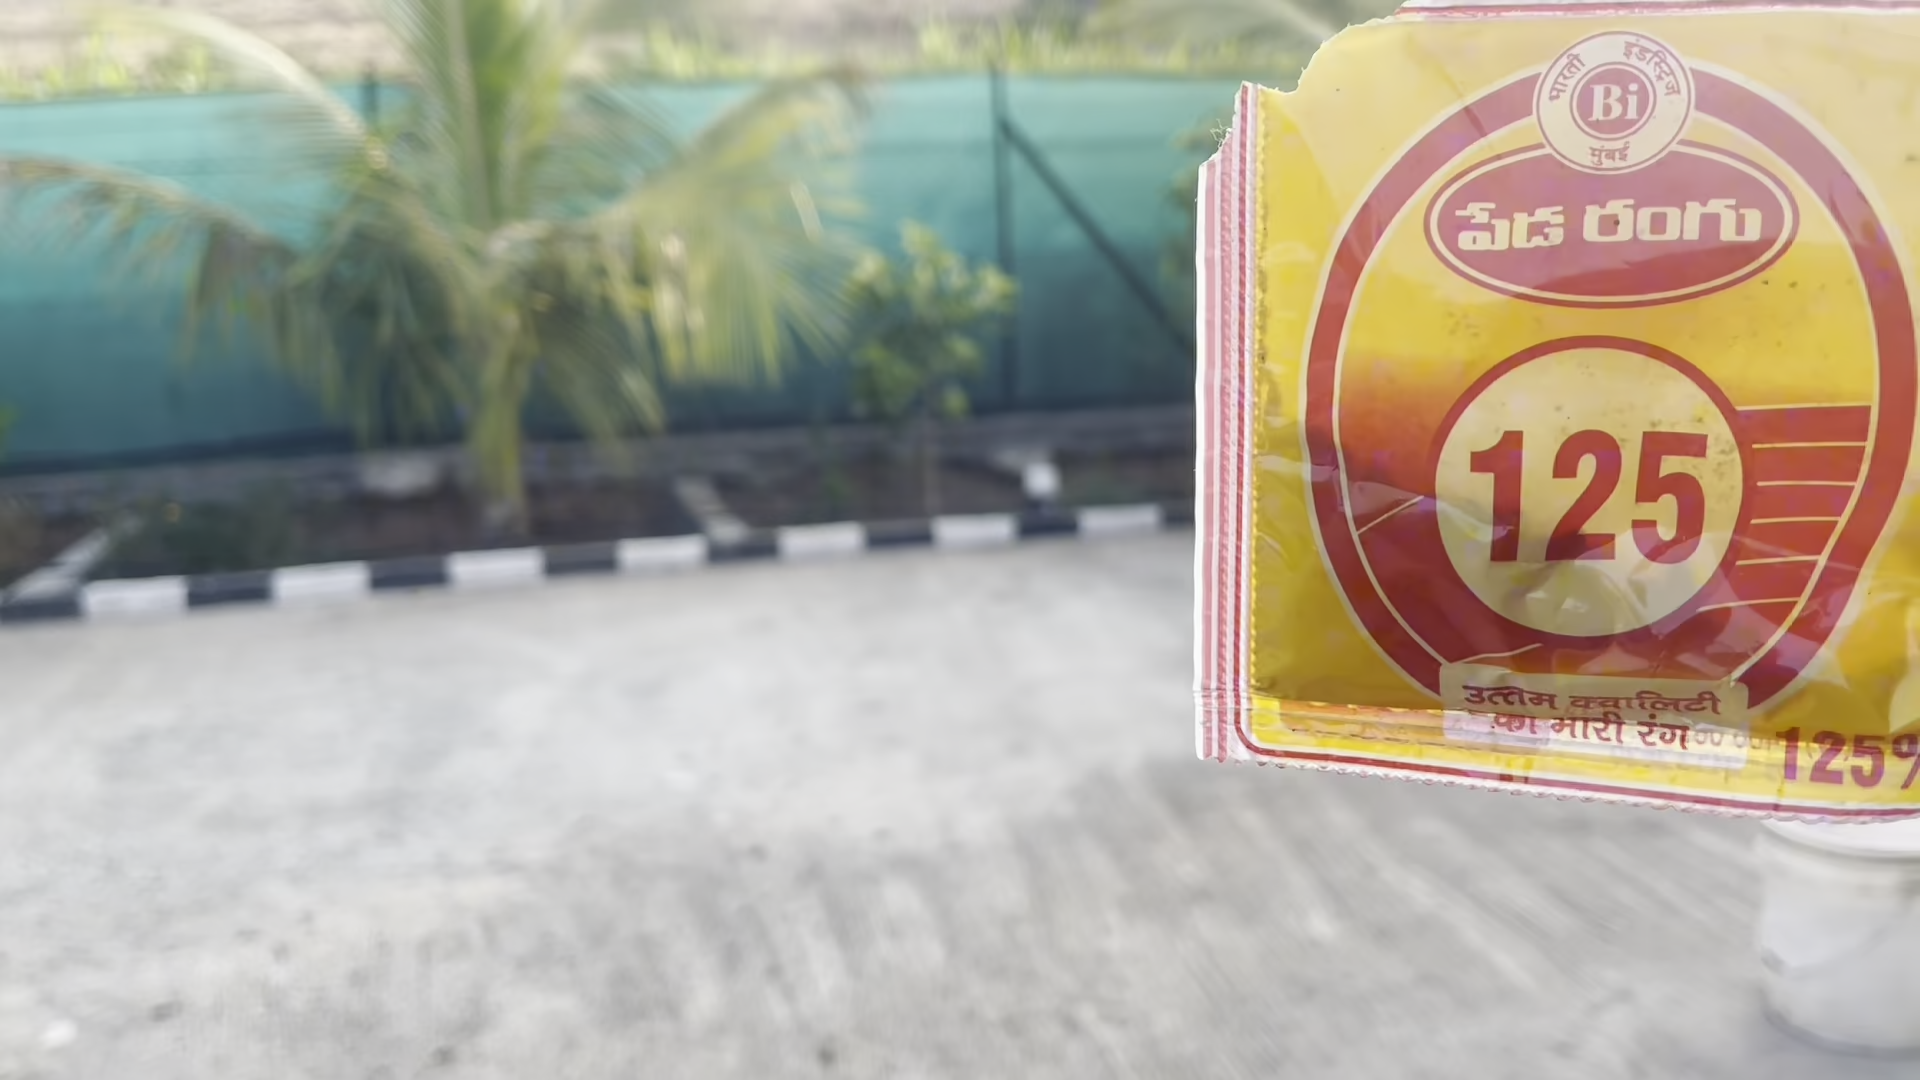 भारती इंडस्ट्रिज
Bi
मुंबई
పేడ రంగు
125
उत्तम क्वालिटी
का भारी रंग
125%